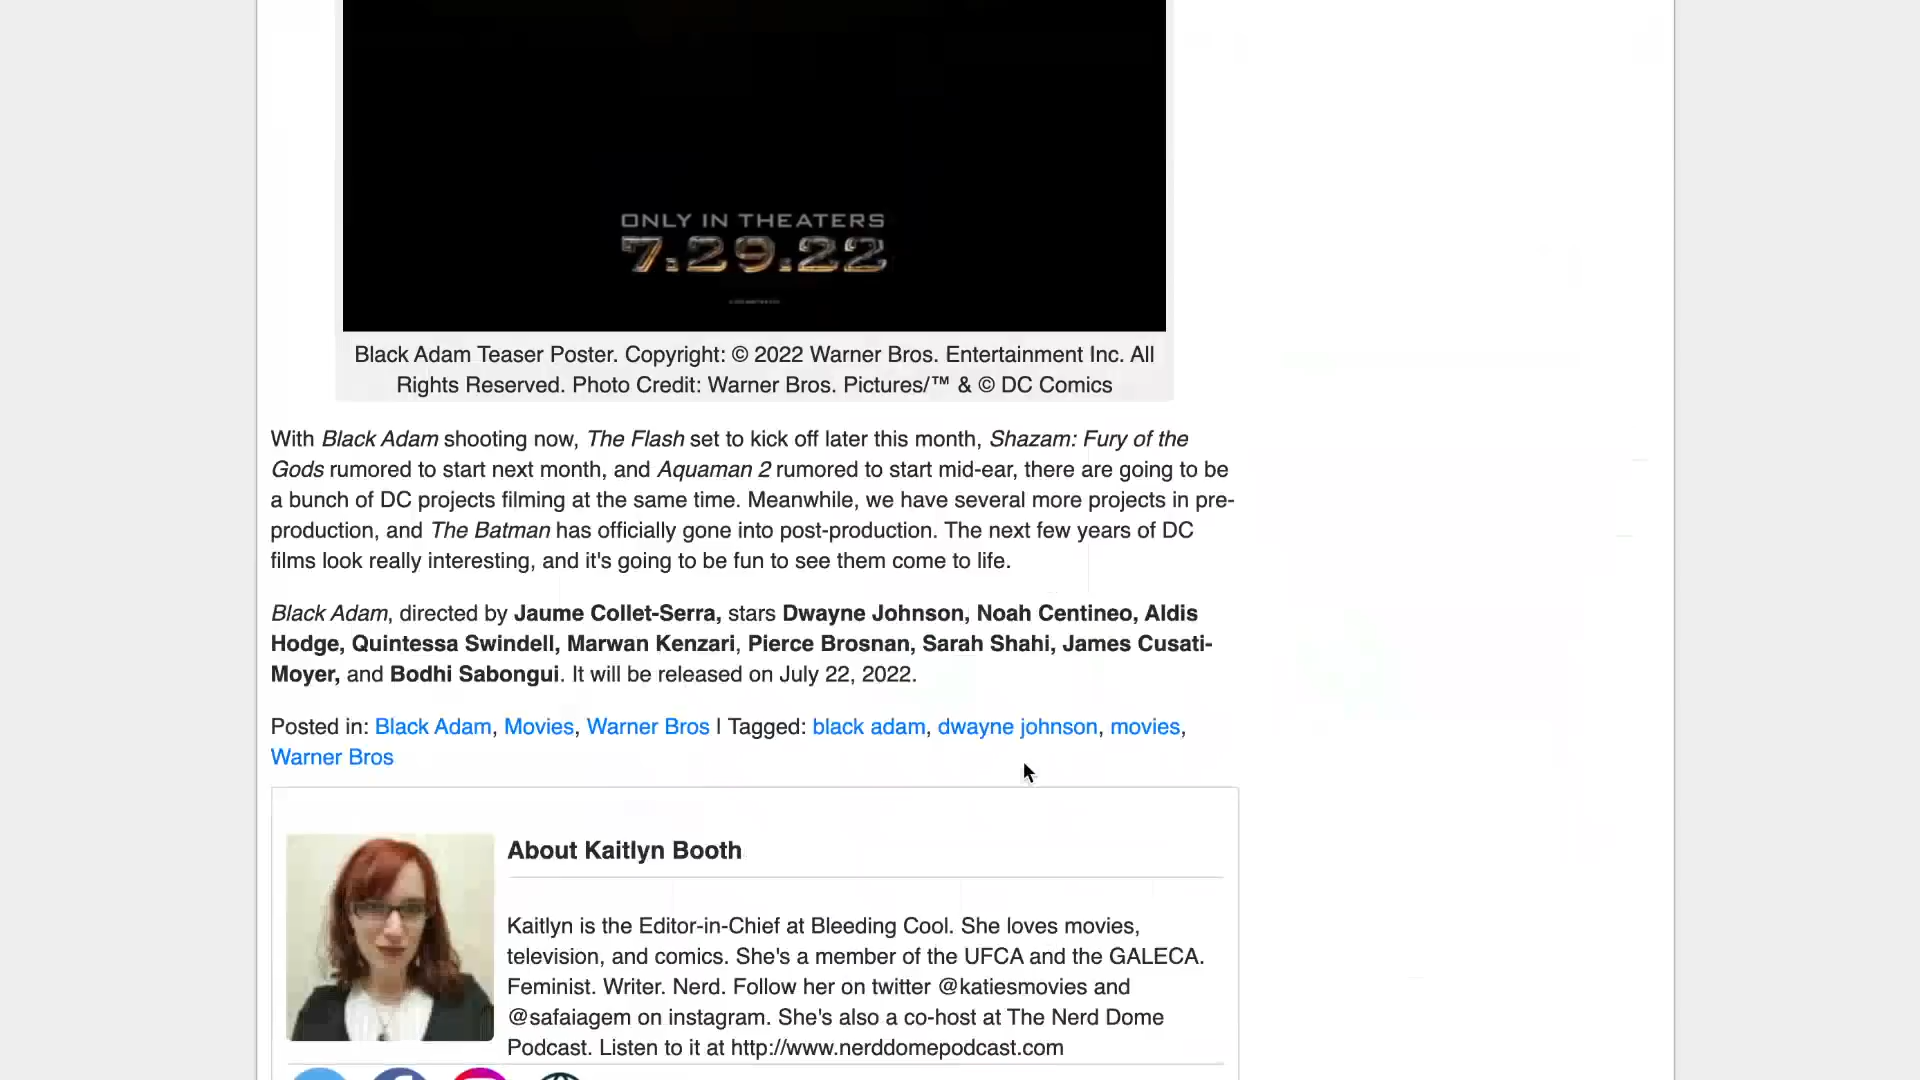 ONLY IN THEATERS
7.29.22
Black Adam Teaser Poster. Copyright: © 2022 Warner Bros. Entertainment Inc. All
Rights Reserved. Photo Credit: Warner Bros. Pictures/™ & © DC Comics
With Black Adam shooting now, The Flash set to kick off later this month, Shazam: Fury of the
Gods rumored to start next month, and Aquaman 2 rumored to start mid-ear, there are going to be
a bunch of DC projects filming at the same time. Meanwhile, we have several more projects in pre-
production, and The Batman has officially gone into post-production. The next few years of DC
films look really interesting, and it's going to be fun to see them come to life.
Black Adam, directed by Jaume Collet-Serra, stars Dwayne Johnson, Noah Centineo, Aldis
Hodge, Quintessa Swindell, Marwan Kenzari, Pierce Brosnan, Sarah Shahi, James Cusati-
Moyer, and Bodhi Sabongui. It will be released on July 22, 2022.
Posted in: Black Adam, Movies, Warner Bros | Tagged: black adam, dwayne johnson, movies,
Warner Bros
About Kaitlyn Booth
Kaitlyn is the Editor-in-Chief at Bleeding Cool. She loves movies,
television, and comics. She's a member of the UFCA and the GALECA.
Feminist. Writer. Nerd. Follow her on twitter @katiesmovies and
@safaiagem on instagram. She's also a co-host at The Nerd Dome
Podcast. Listen to it at http://www.nerddomepodcast.com